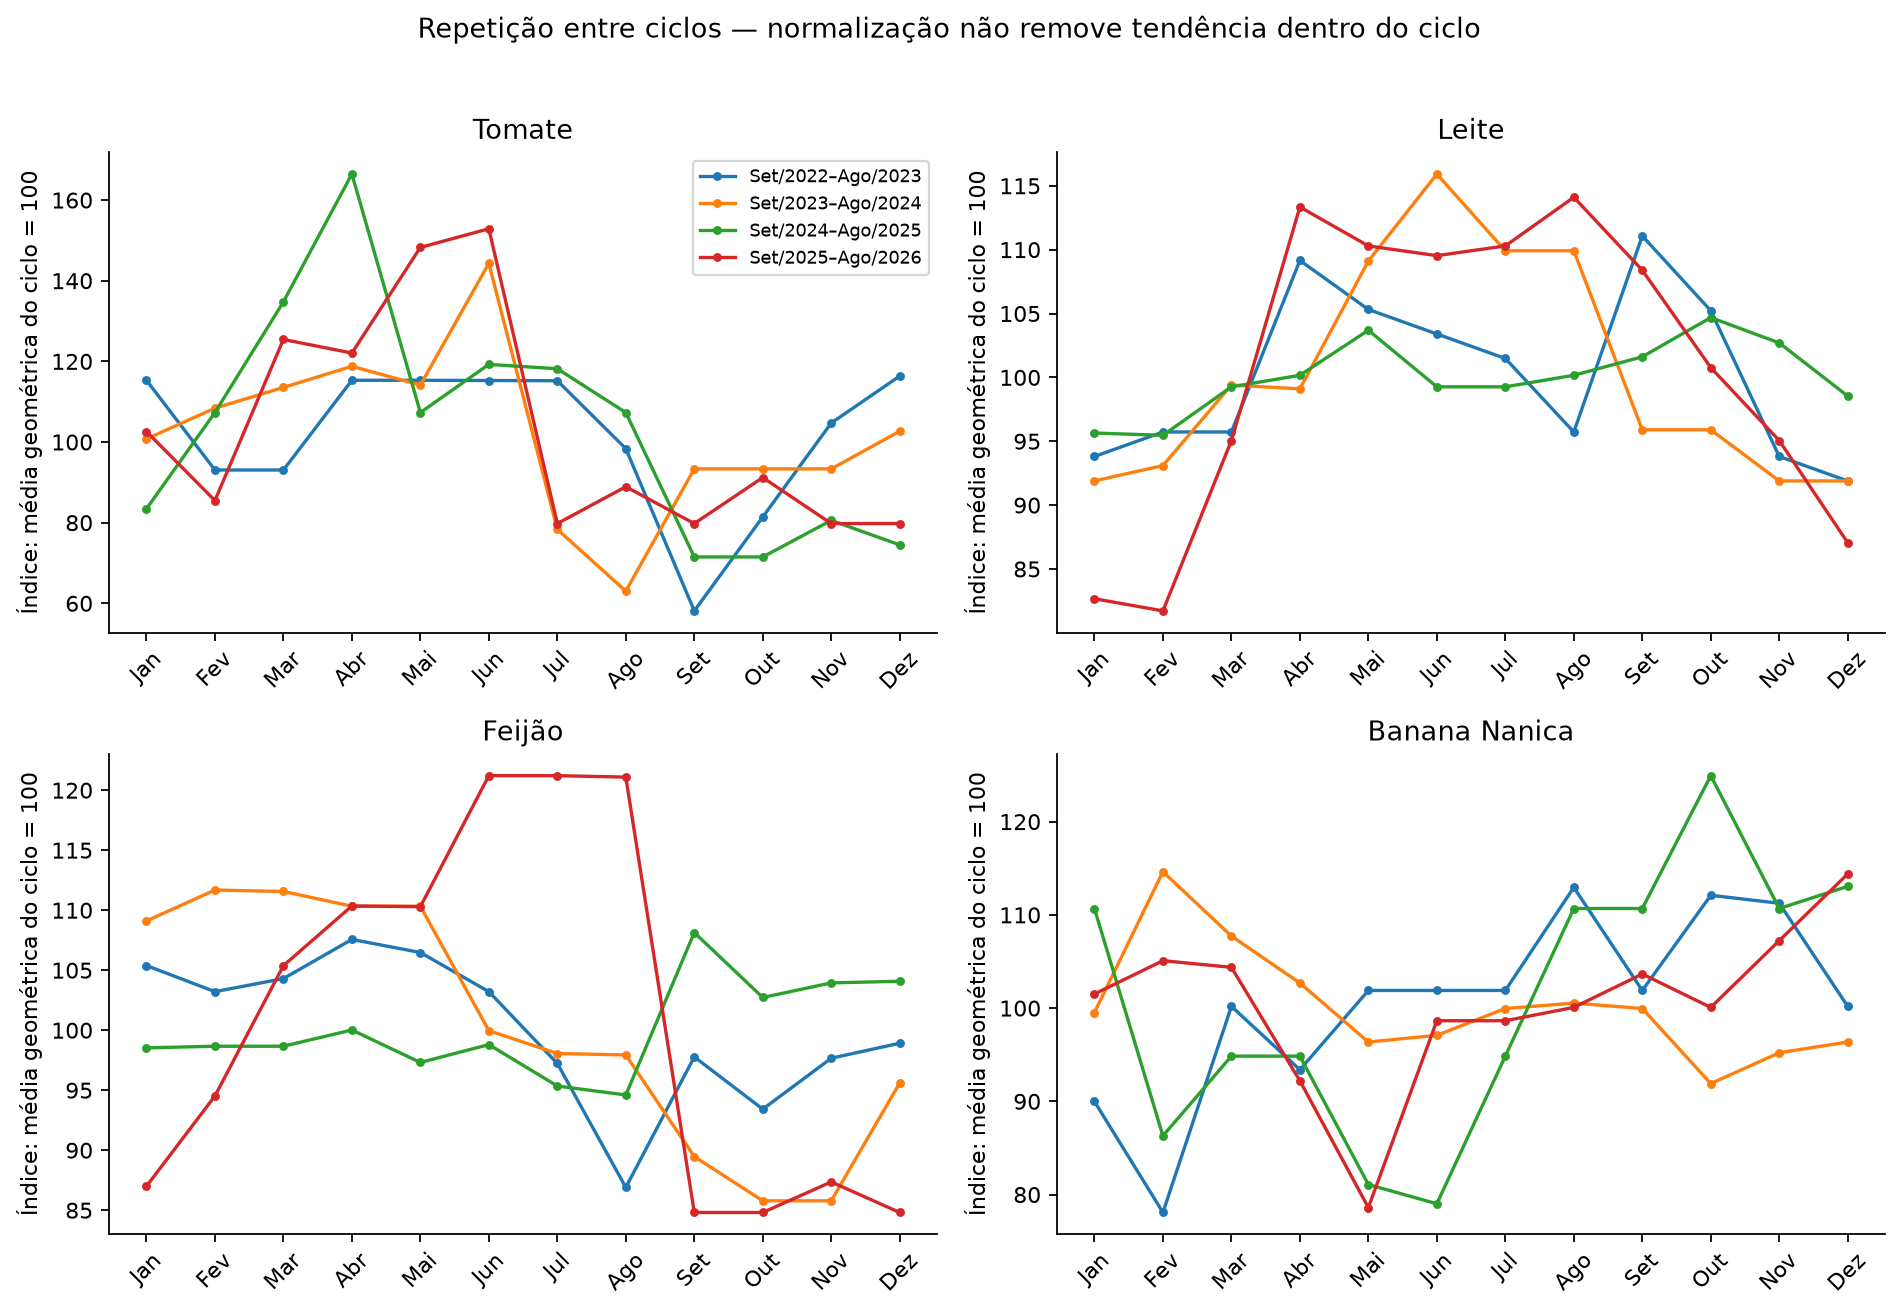 Repetição entre ciclos — normalização não remove tendência dentro do ciclo
Tomate
Índice: média geométrica do ciclo = 100
160
140
120
100
80
60
Set/2022–Ago/2023
Set/2023–Ago/2024
Set/2024–Ago/2025
Set/2025–Ago/2026
Jan Fev Mar Abr Mai Jun Jul Ago Set Out Nov Dez
Leite
Índice: média geométrica do ciclo = 100
115
110
105
100
95
90
85
Jan Fev Mar Abr Mai Jun Jul Ago Set Out Nov Dez
Feijão
Índice: média geométrica do ciclo = 100
120
115
110
105
100
95
90
85
Jan Fev Mar Abr Mai Jun Jul Ago Set Out Nov Dez
Banana Nanica
Índice: média geométrica do ciclo = 100
120
110
100
90
80
Jan Fev Mar Abr Mai Jun Jul Ago Set Out Nov Dez